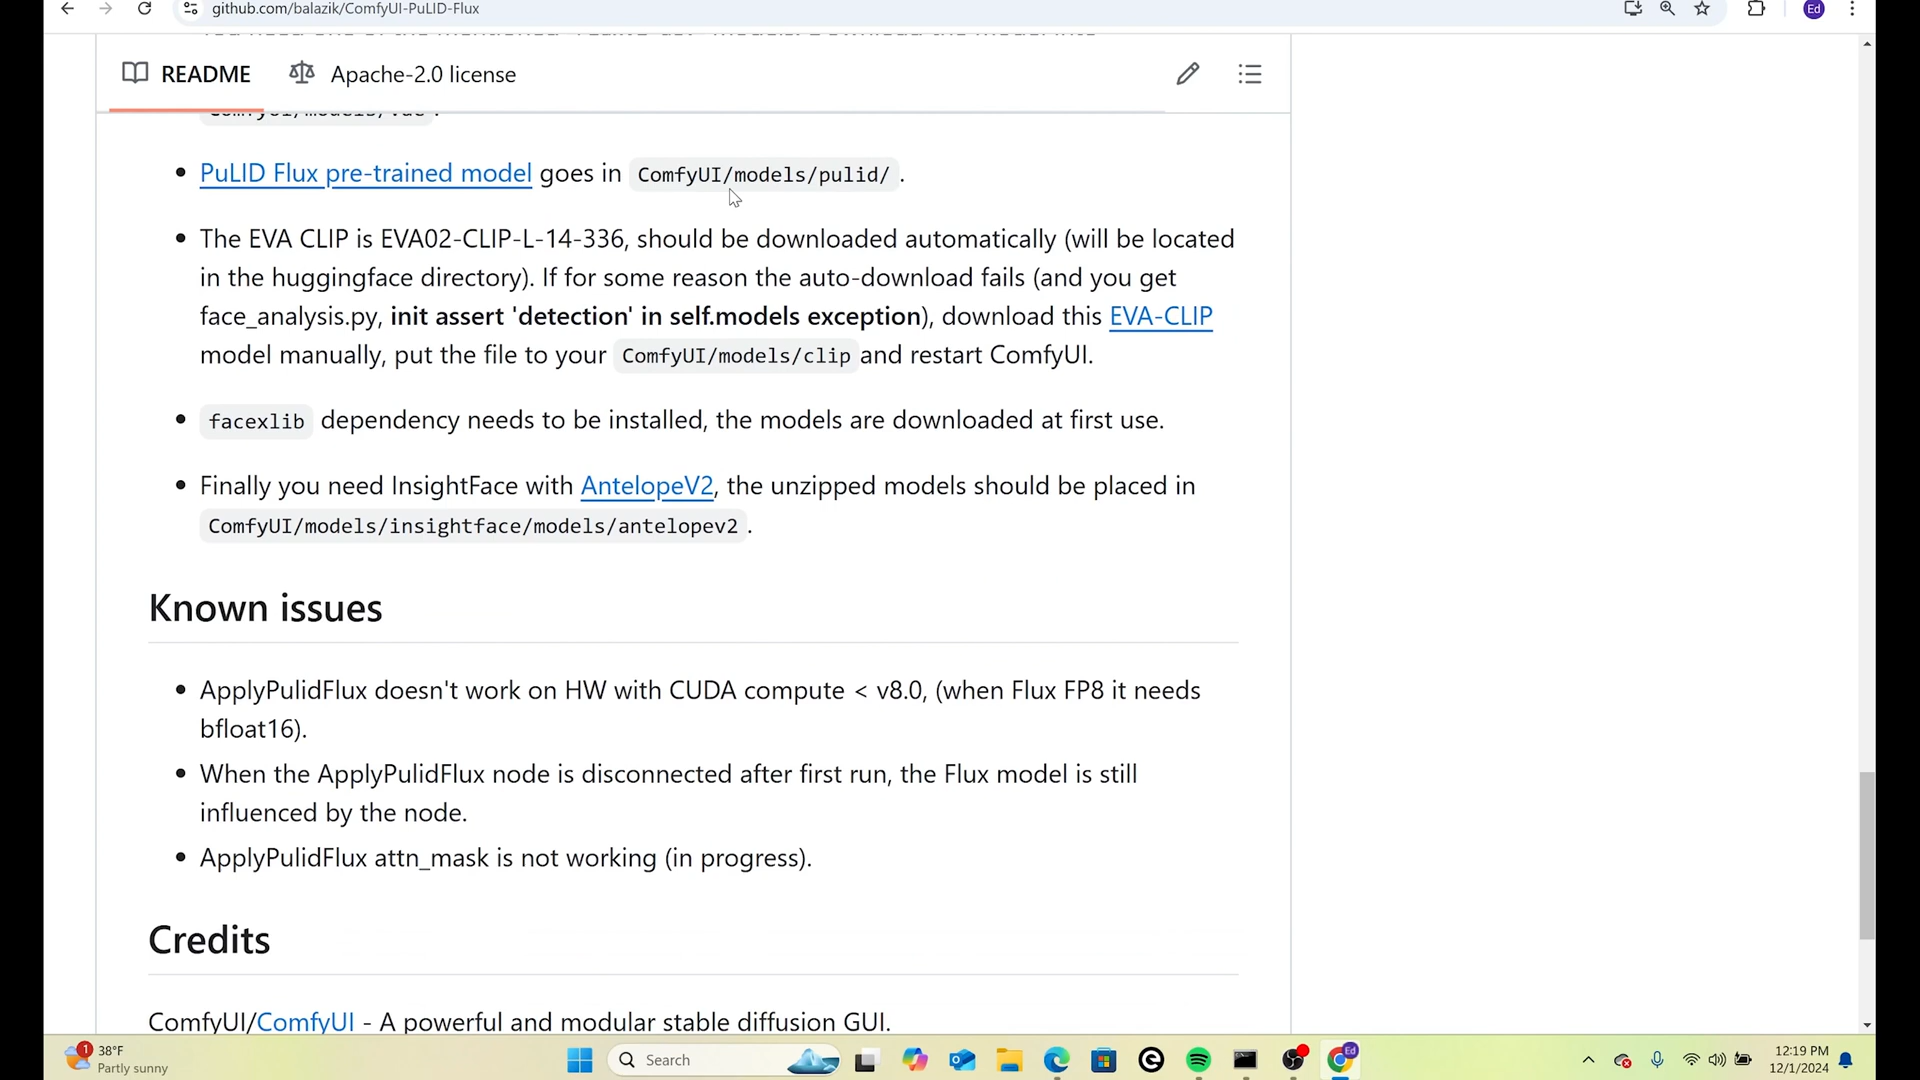 github.com/balazik/ComfyUI-PuLID-Flux
Ed
README
Apache-2.0 license
PuLID Flux pre-trained model goes in ComfyUI/models/pulid/ .
The EVA CLIP is EVA02-CLIP-L-14-336, should be downloaded automatically (will be located
in the huggingface directory). If for some reason the auto-download fails (and you get
face_analysis.py, init assert 'detection' in self.models exception), download this EVA-CLIP
model manually, put the file to your ComfyUI/models/clip and restart ComfyUI.
facexlib dependency needs to be installed, the models are downloaded at first use.
Finally you need InsightFace with AntelopeV2, the unzipped models should be placed in
ComfyUI/models/insightface/models/antelopev2 .
Known issues
ApplyPulidFlux doesn't work on HW with CUDA compute < v8.0, (when Flux FP8 it needs
bfloat16).
When the ApplyPulidFlux node is disconnected after first run, the Flux model is still
influenced by the node.
ApplyPulidFlux attn_mask is not working (in progress).
Credits
ComfyUI/ComfyUI - A powerful and modular stable diffusion GUI.
1
38°F
Partly sunny
Search
Ed
12:19 PM
12/1/2024